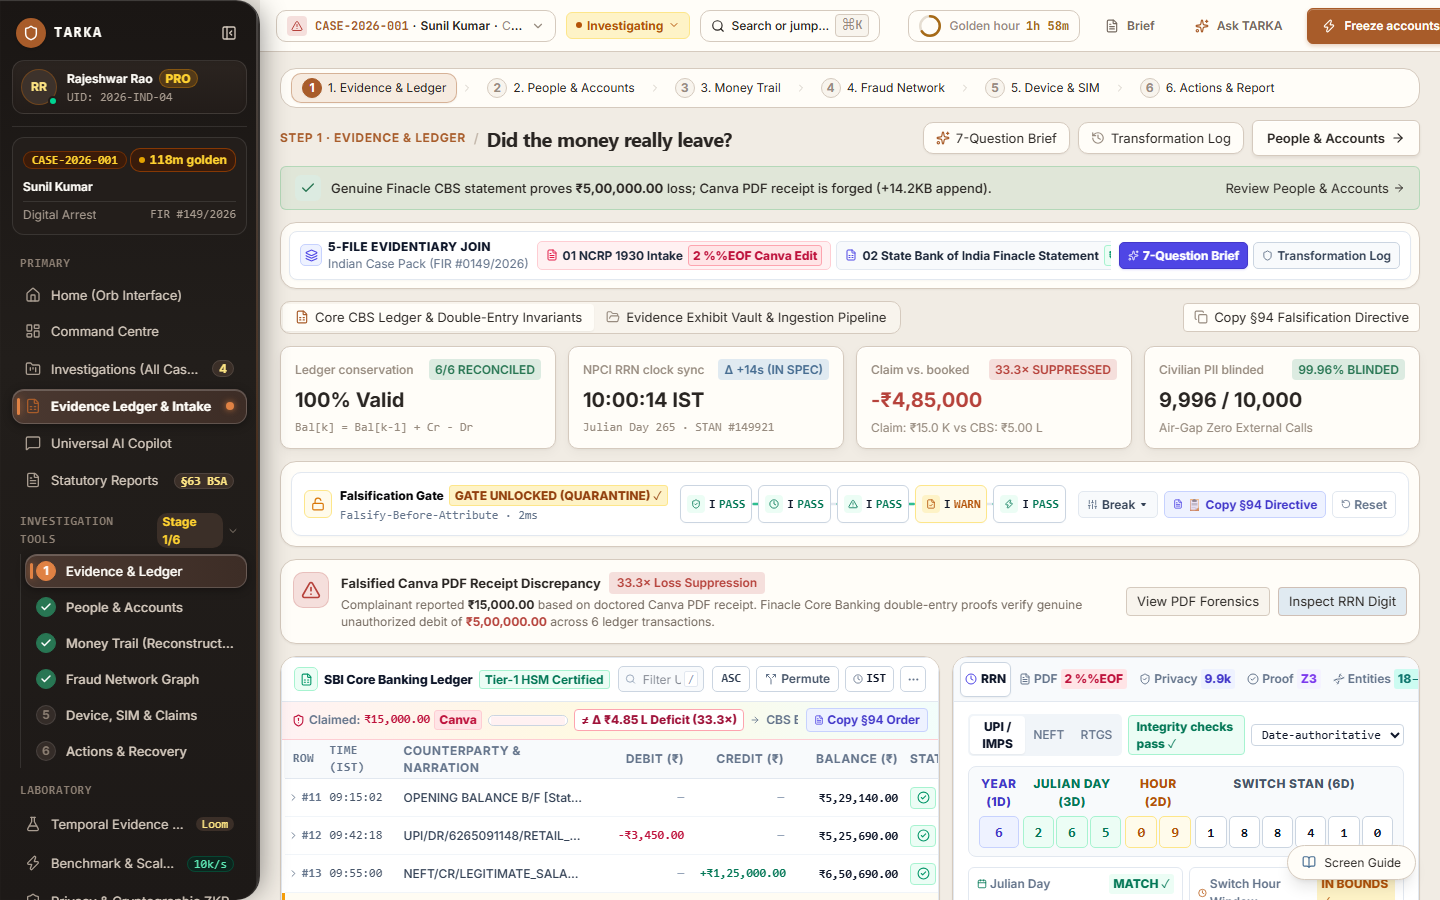 TARKA
RR
Rajeshwar Rao PRO
UID: 2026-IND-04
CASE-2026-001 118m golden
Sunil Kumar
Digital Arrest FIR #149/2026
PRIMARY
Home (Orb Interface)
Command Centre
Investigations (All Cas... 4
Evidence Ledger & Intake
Universal AI Copilot
Statutory Reports §63 BSA
INVESTIGATION TOOLS
Stage 1/6
1 Evidence & Ledger
People & Accounts
Money Trail (Reconstruct...
Fraud Network Graph
5 Device, SIM & Claims
6 Actions & Recovery
LABORATORY
Temporal Evidence ... Loom
Benchmark & Scal... 10k/s
CASE-2026-001 · Sunil Kumar · C...
Investigating
Search or jump... ⌘K
Golden hour 1h 58m
Brief
Ask TARKA
Freeze accounts
1 1. Evidence & Ledger
2 2. People & Accounts
3 3. Money Trail
4 4. Fraud Network
5 5. Device & SIM
6 6. Actions & Report
STEP 1 · EVIDENCE & LEDGER / Did the money really leave?
7-Question Brief
Transformation Log
People & Accounts →
✓ Genuine Finacle CBS statement proves ₹5,00,000.00 loss; Canva PDF receipt is forged (+14.2KB append).
Review People & Accounts →
5-FILE EVIDENTIARY JOIN
Indian Case Pack (FIR #0149/2026)
01 NCRP 1930 Intake 2 %%EOF Canva Edit
02 State Bank of India Finacle Statement
7-Question Brief
Transformation Log
Core CBS Ledger & Double-Entry Invariants
Evidence Exhibit Vault & Ingestion Pipeline
Copy §94 Falsification Directive
Ledger conservation 6/6 RECONCILED
100% Valid
Bal[k] = Bal[k-1] + Cr - Dr
NPCI RRN clock sync Δ +14s (IN SPEC)
10:00:14 IST
Julian Day 265 · STAN #149921
Claim vs. booked 33.3× SUPPRESSED
-₹4,85,000
Claim: ₹15.0 K vs CBS: ₹5.00 L
Civilian PII blinded 99.96% BLINDED
9,996 / 10,000
Air-Gap Zero External Calls
Falsification Gate GATE UNLOCKED (QUARANTINE) ✓
Falsify-Before-Attribute · 2ms
I PASS
I PASS
I PASS
I WARN
I PASS
Break
Copy §94 Directive
Reset
Falsified Canva PDF Receipt Discrepancy 33.3× Loss Suppression
Complainant reported ₹15,000.00 based on doctored Canva PDF receipt. Finacle Core Banking double-entry proofs verify genuine
unauthorized debit of ₹5,00,000.00 across 6 ledger transactions.
View PDF Forensics
Inspect RRN Digit
SBI Core Banking Ledger Tier-1 HSM Certified
Filter U /
ASC
Permute
IST
...
Claimed: ₹15,000.00 Canva
≠ Δ ₹4.85 L Deficit (33.3×)
→ CBS
Copy §94 Order
ROW TIME (IST) COUNTERPARTY & NARRATION DEBIT (₹) CREDIT (₹) BALANCE (₹) STAT
#11 09:15:02 OPENING BALANCE B/F [Stat... — — ₹5,29,140.00
#12 09:42:18 UPI/DR/6265091148/RETAIL_... -₹3,450.00 — ₹5,25,690.00
#13 09:55:00 NEFT/CR/LEGITIMATE_SALA... — +₹1,25,000.00 ₹6,50,690.00
RRN
PDF 2 %%EOF
Privacy 9.9k
Proof Z3
Entities 18-
UPI / IMPS
NEFT
RTGS
Integrity checks pass ✓
Date-authoritative
YEAR (1D)
JULIAN DAY (3D)
HOUR (2D)
SWITCH STAN (6D)
6 2 6 5 0 9 1 8 8 4 1 0
Julian Day MATCH ✓
Switch Hour Window
IN BOUNDS
Screen Guide